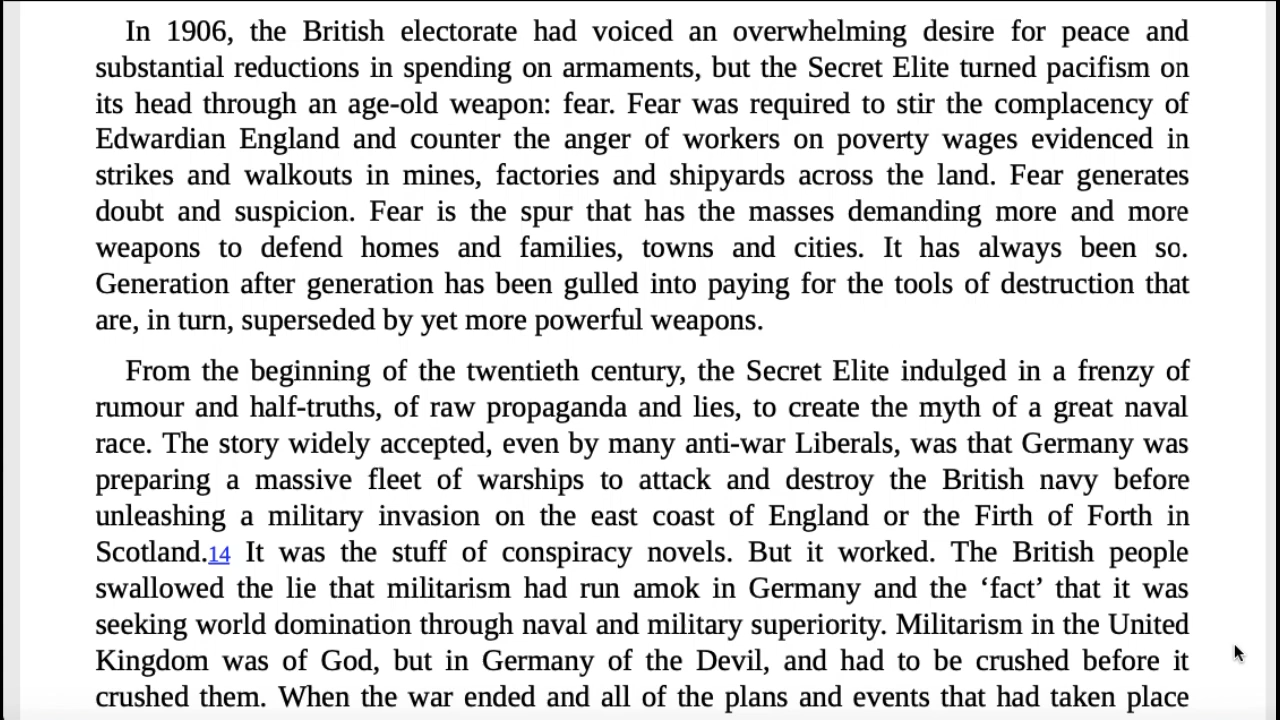 In 1906, the British electorate had voiced an overwhelming desire for peace and
substantial reductions in spending on armaments, but the Secret Elite turned pacifism on
its head through an age-old weapon: fear. Fear was required to stir the complacency of
Edwardian England and counter the anger of workers on poverty wages evidenced in
strikes and walkouts in mines, factories and shipyards across the land. Fear generates
doubt and suspicion. Fear is the spur that has the masses demanding more and more
weapons to defend homes and families, towns and cities. It has always been so.
Generation after generation has been gulled into paying for the tools of destruction that
are, in turn, superseded by yet more powerful weapons.
From the beginning of the twentieth century, the Secret Elite indulged in a frenzy of
rumour and half-truths, of raw propaganda and lies, to create the myth of a great naval
race. The story widely accepted, even by many anti-war Liberals, was that Germany was
preparing a massive fleet of warships to attack and destroy the British navy before
unleashing a military invasion on the east coast of England or the Firth of Forth in
Scotland.14 It was the stuff of conspiracy novels. But it worked. The British people
swallowed the lie that militarism had run amok in Germany and the ‘fact’ that it was
seeking world domination through naval and military superiority. Militarism in the United
Kingdom was of God, but in Germany of the Devil, and had to be crushed before it
crushed them. When the war ended and all of the plans and events that had taken place